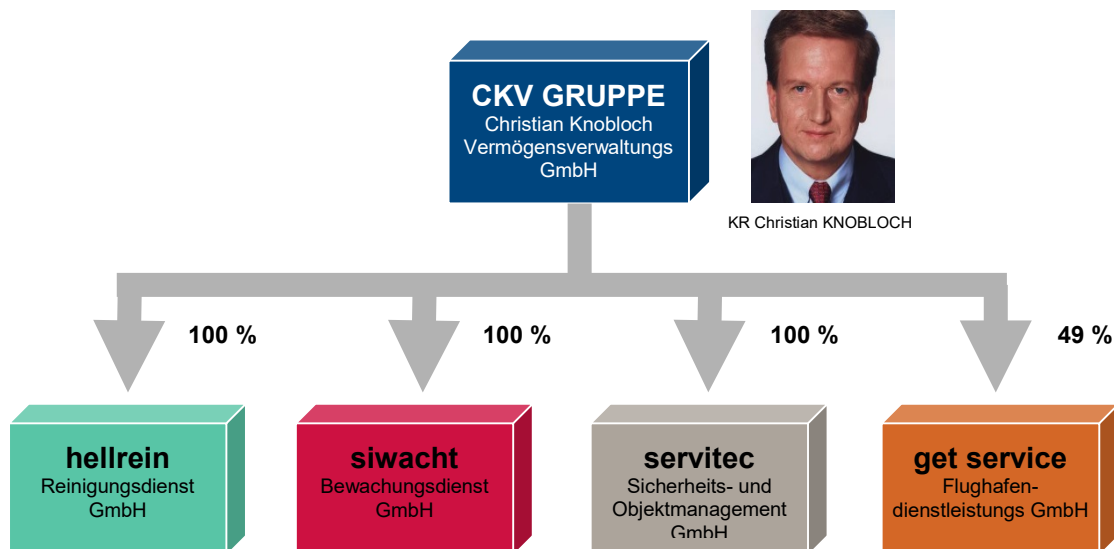 CKV GRUPPE
Christian Knobloch
Vermögensverwaltungs
GmbH
KR Christian KNOBLOCH
100 %
100 %
100 %
49 %
hellrein
Reinigungsdienst
GmbH
siwacht
Bewachungsdienst
GmbH
servitec
Sicherheits- und
Objektmanagement
GmbH
get service
Flughafen-
dienstleistungs GmbH